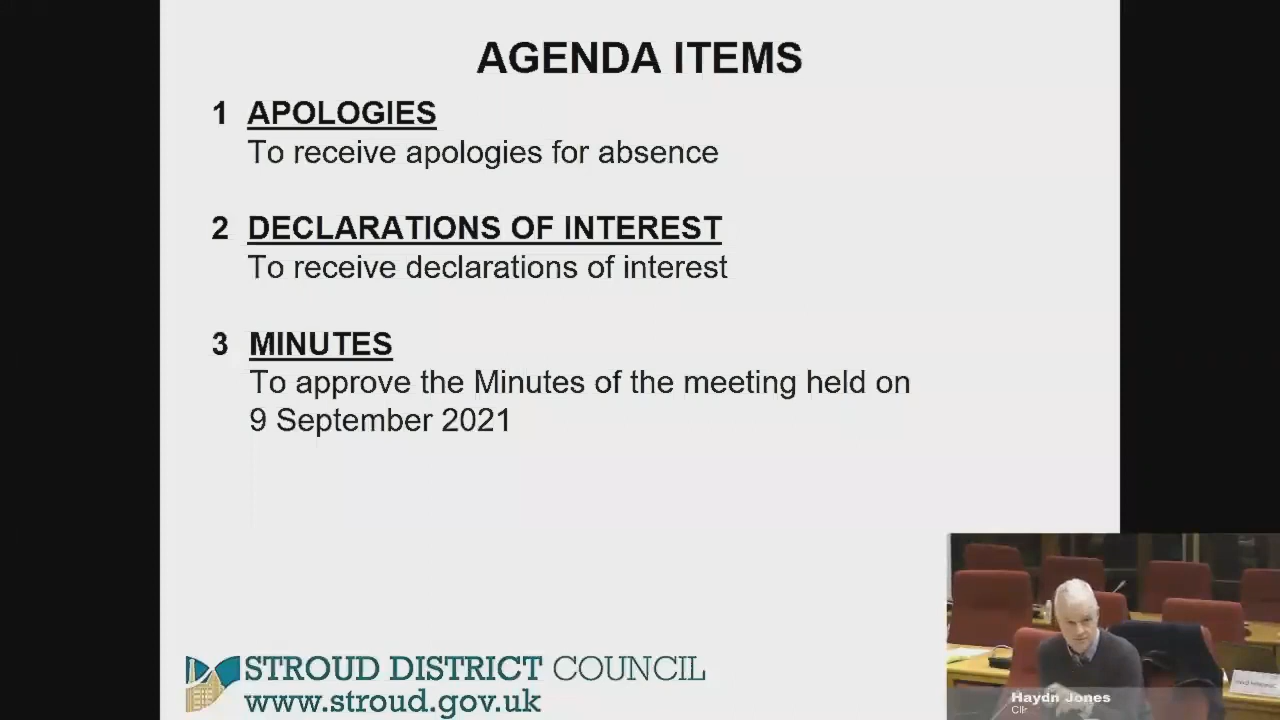 AGENDA ITEMS
1 APOLOGIES
To receive apologies for absence
2 DECLARATIONS OF INTEREST
To receive declarations of interest
3 MINUTES
To approve the Minutes of the meeting held on
9 September 2021
STROUD DISTRICT COUNCIL
www.stroud.gov.uk
Haydn Jones
Cllr